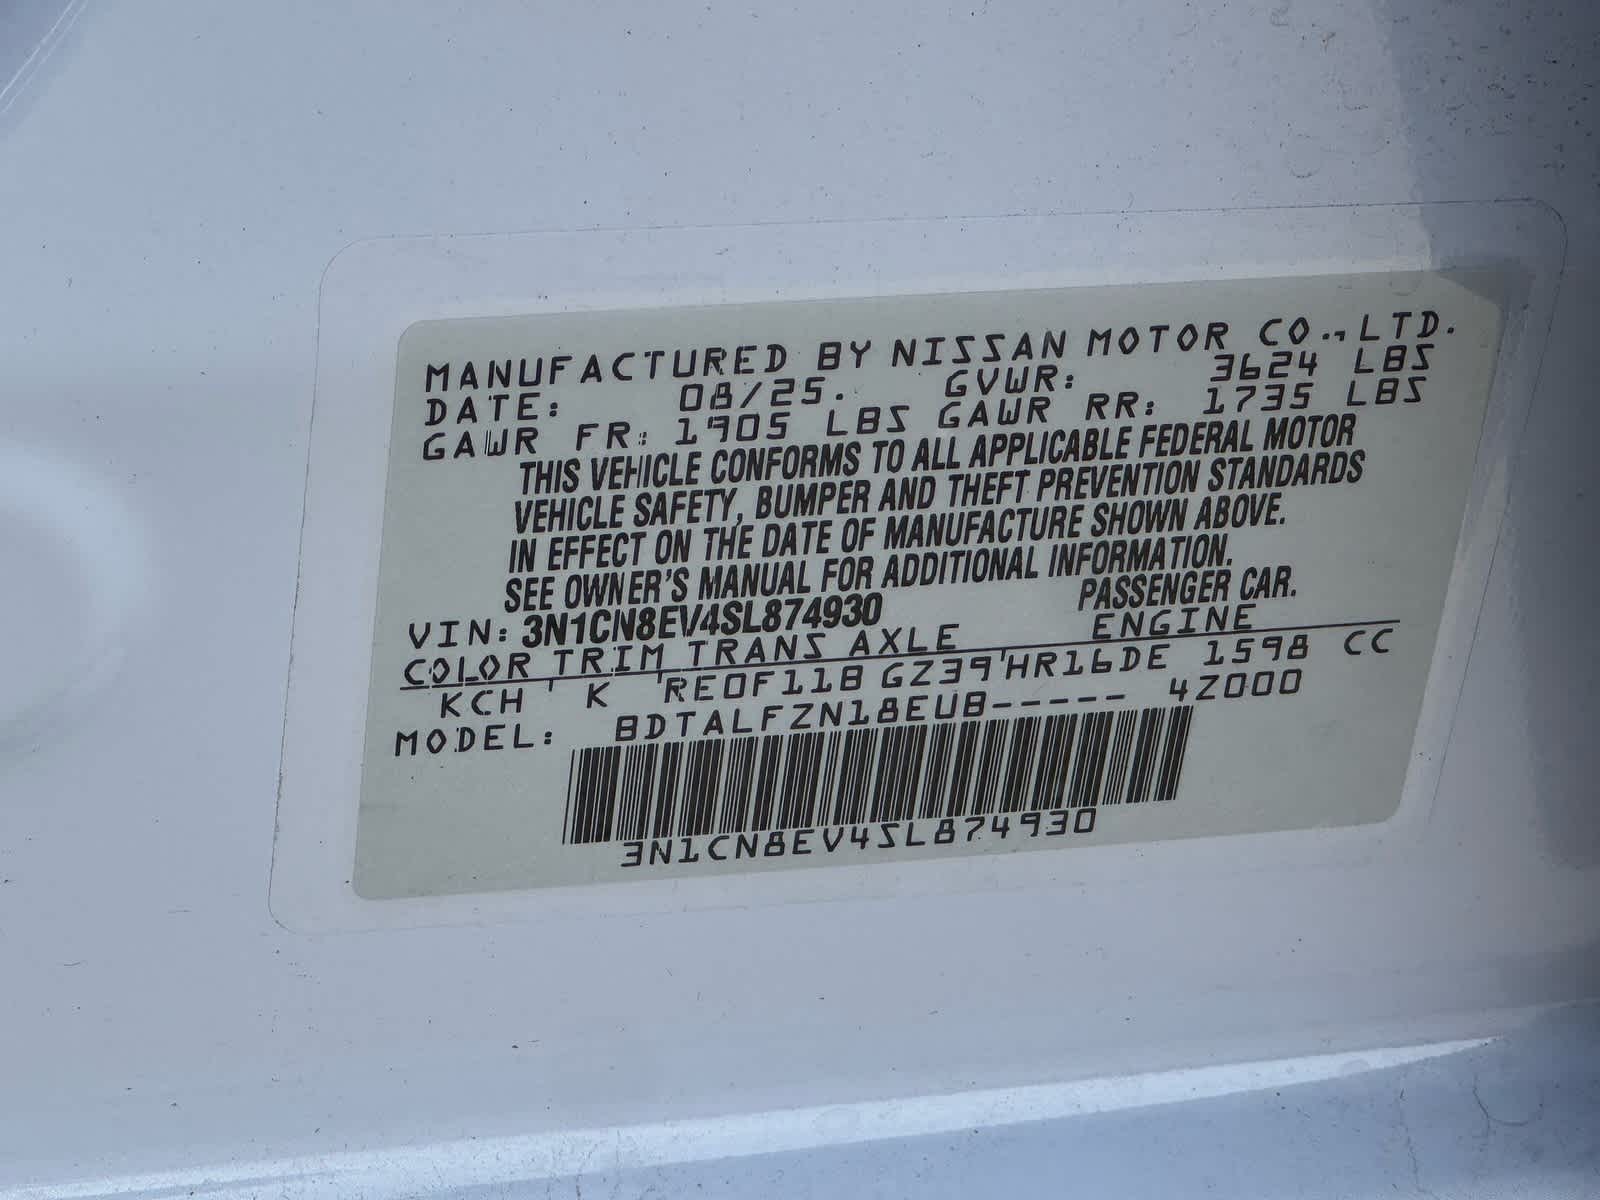 MANUFACTURED BY NISSAN MOTOR CO.,LTD.
DATE: 08/25. GVWR: 3624 LBS
GAWR FR: 1905 LBS GAWR RR: 1735 LBS
THIS VEHICLE CONFORMS TO ALL APPLICABLE FEDERAL MOTOR
VEHICLE SAFETY, BUMPER AND THEFT PREVENTION STANDARDS
IN EFFECT ON THE DATE OF MANUFACTURE SHOWN ABOVE.
SEE OWNER'S MANUAL FOR ADDITIONAL INFORMATION.
VIN: 3N1CN8EV4SL874930 PASSENGER CAR.
COLOR TRIM TRANS AXLE ENGINE
KCH ' K 'RE0F11B GZ39'HR16DE 1598 CC
MODEL: BDTALFZN18EUB----- 4Z000
3N1CN8EV4SL874930